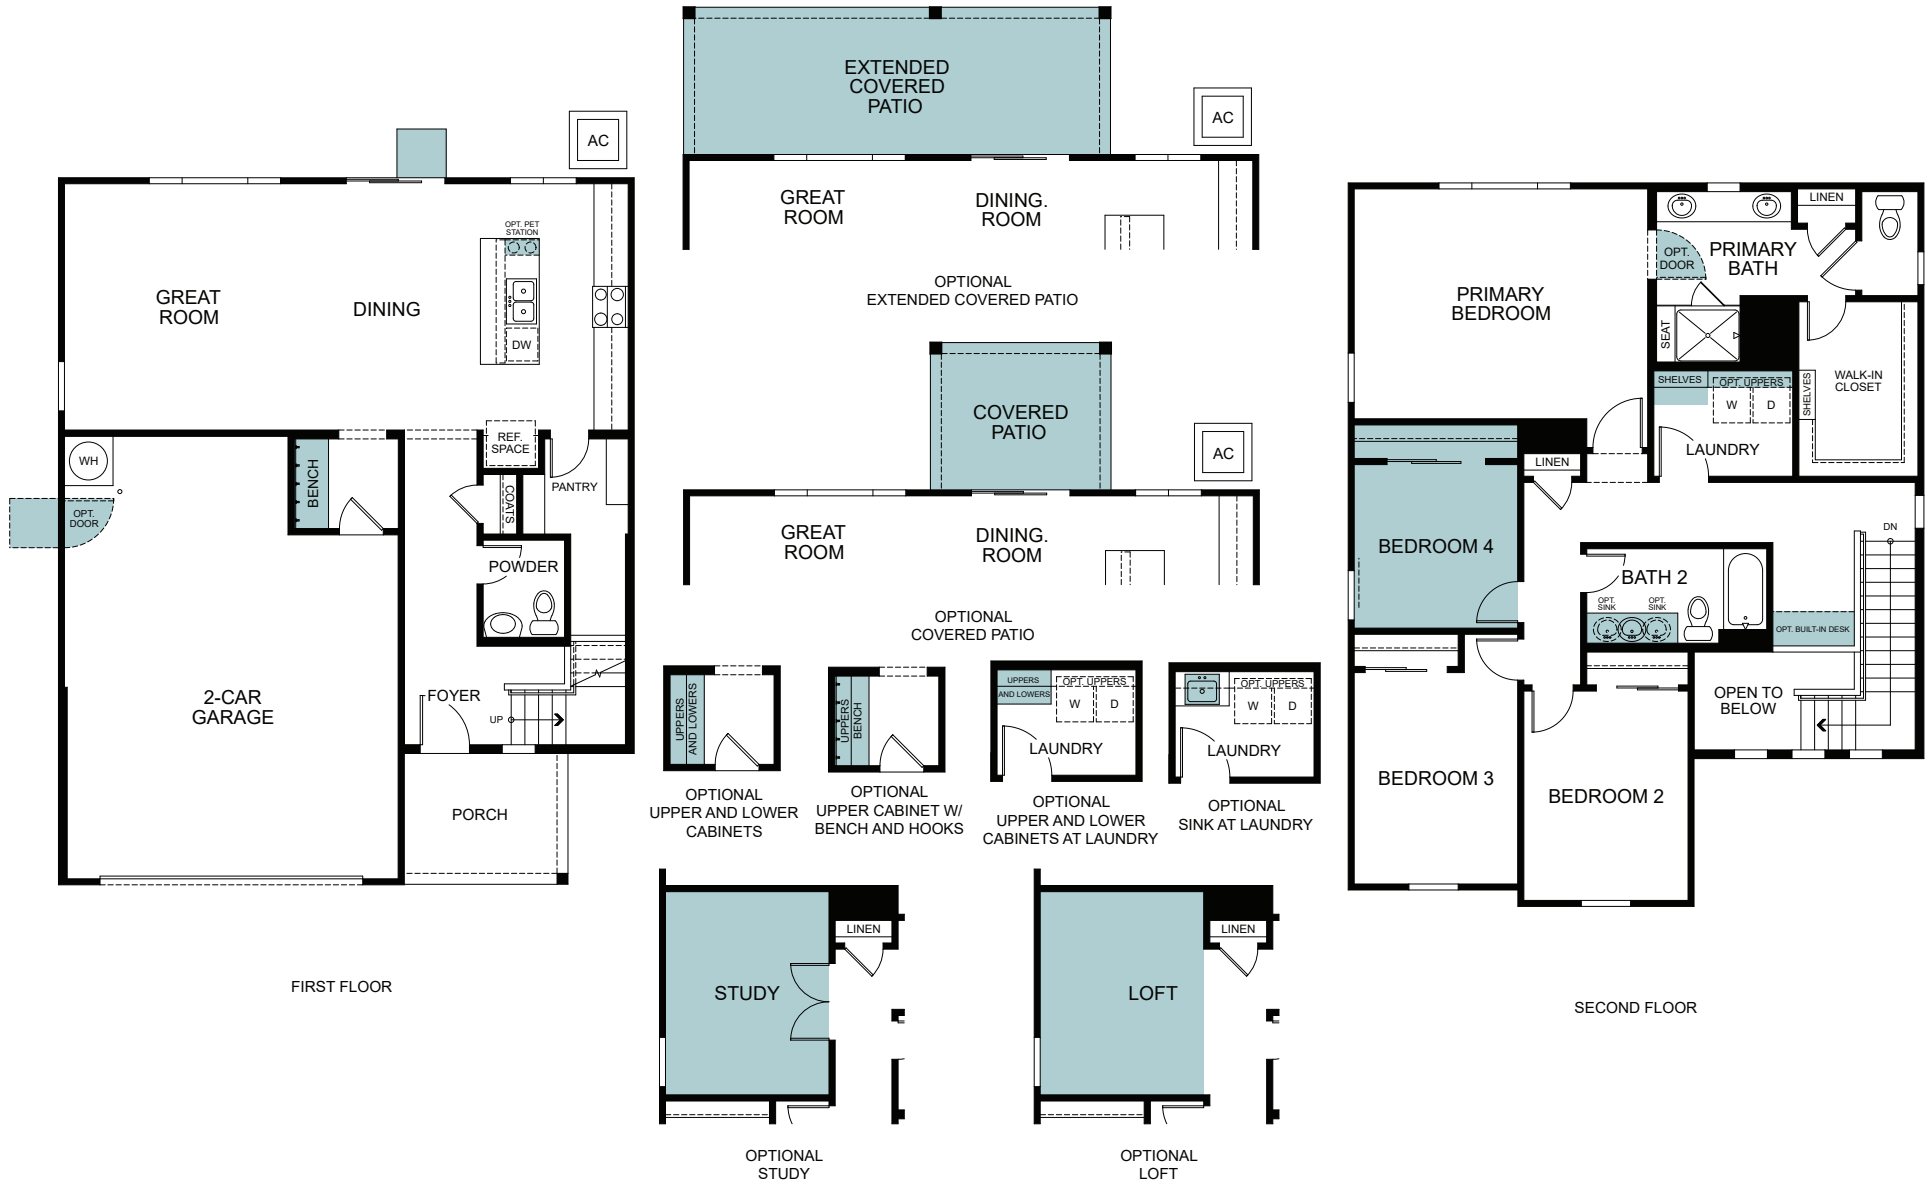 AC
OPT. PET
STATION
GREAT
ROOM
DINING
DW
REF.
SPACE
WH
BENCH
OPT.
DOOR
COATS
PANTRY
POWDER
2-CAR
GARAGE
FOYER
UP
PORCH
FIRST FLOOR
EXTENDED
COVERED
PATIO
AC
GREAT
ROOM
DINING.
ROOM
OPTIONAL
EXTENDED COVERED PATIO
COVERED
PATIO
AC
GREAT
ROOM
DINING.
ROOM
OPTIONAL
COVERED PATIO
UPPERS
AND LOWERS
OPTIONAL
UPPER AND LOWER
CABINETS
UPPERS
BENCH
OPTIONAL
UPPER CABINET W/
BENCH AND HOOKS
UPPERS
AND LOWERS
OPT. UPPERS
W
D
LAUNDRY
OPTIONAL
UPPER AND LOWER
CABINETS AT LAUNDRY
OPT. UPPERS
W
D
LAUNDRY
OPTIONAL
SINK AT LAUNDRY
LINEN
STUDY
OPTIONAL
STUDY
LINEN
LOFT
OPTIONAL
LOFT
LINEN
PRIMARY
BATH
OPT.
DOOR
PRIMARY
BEDROOM
SEAT
SHELVES
OPT. UPPERS
W
D
LAUNDRY
SHELVES
WALK-IN
CLOSET
LINEN
BEDROOM 4
DN
BATH 2
OPT.
SINK
OPT.
SINK
OPT. BUILT-IN DESK
OPEN TO
BELOW
BEDROOM 3
BEDROOM 2
SECOND FLOOR